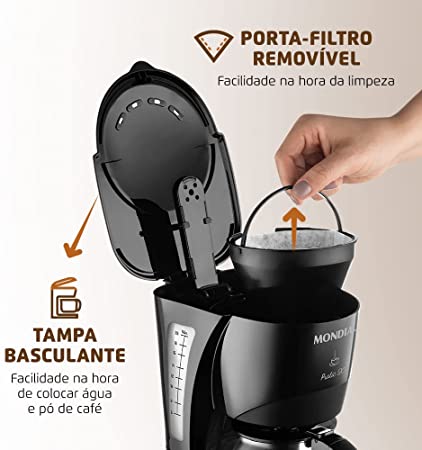 PORTA-FILTRO
REMOVÍVEL
Facilidade na hora da limpeza
TAMPA
BASCULANTE
Facilidade na hora
de colocar água
e pó de café
MONDIA